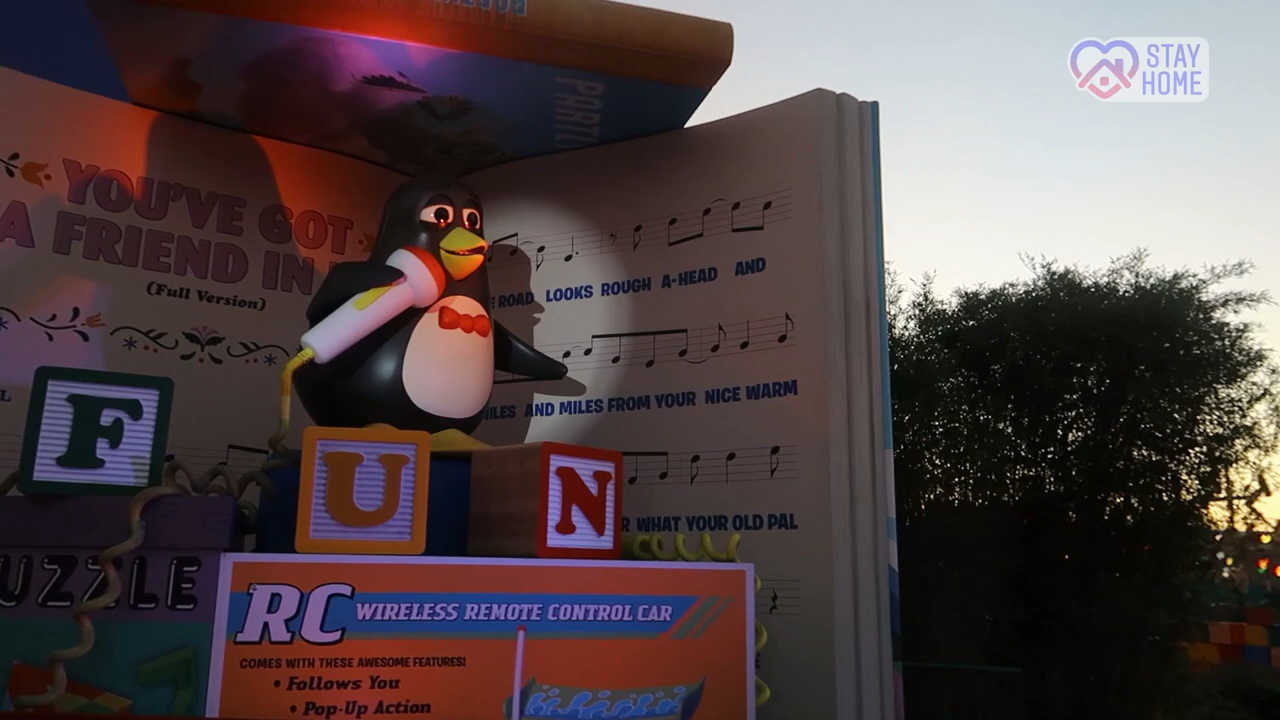 STAY
HOME
YOU'VE GOT
A FRIEND IN
(Full Version)
ROAD LOOKS ROUGH A-HEAD AND
MILES AND MILES FROM YOUR NICE WARM
WHAT YOUR OLD PAL
F
U
N
UZZLE
RC WIRELESS REMOTE CONTROL CAR
COMES WITH THESE AWESOME FEATURES!
• Follows You
• Pop-Up Action